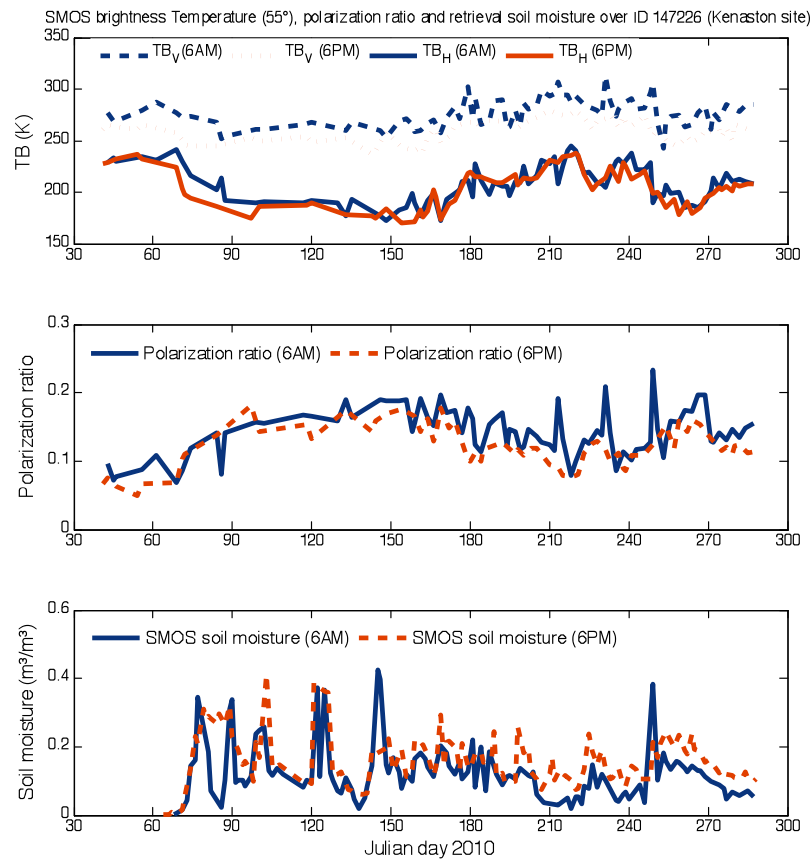 SMOS brightness Temperature (55°), polarization ratio and retrieval soil moisture over ID 147226 (Kenaston site)
350
300
250
200
150
TB (K)
TBV (6AM) TBV (6PM) TBH (6AM) TBH (6PM)
30 60 90 120 150 180 210 240 270 300
0.3
0.2
0.1
0
Polarization ratio
Polarization ratio (6AM) Polarization ratio (6PM)
30 60 90 120 150 180 210 240 270 300
0.6
0.4
0.2
0
Soil moisture (m³/m³)
SMOS soil moisture (6AM) SMOS soil moisture (6PM)
30 60 90 120 150 180 210 240 270 300
Julian day 2010